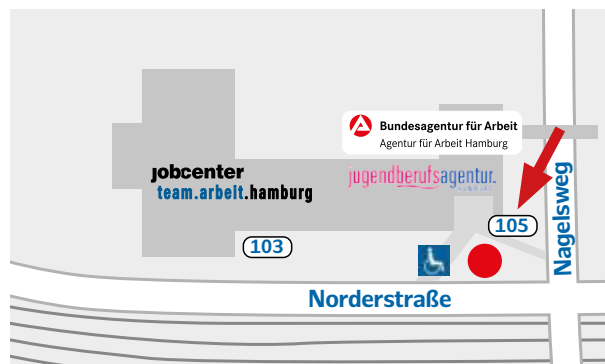 Bundesagentur für Arbeit
Agentur für Arbeit Hamburg
jobcenter
team.arbeit.hamburg
jugendberufsagentur.
105
103
Nagelsweg
Norderstraße